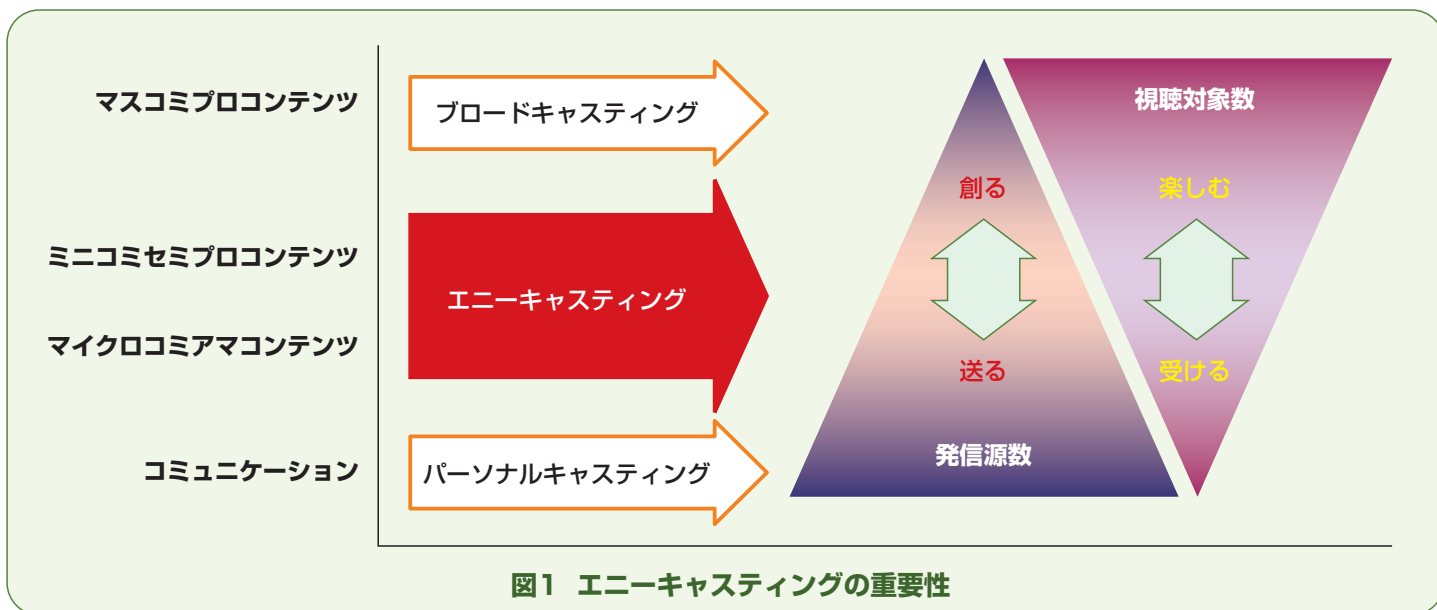 マスコミプロコンテンツ
ブロードキャスティング
視聴対象数
創る
楽しむ
ミニコミセミプロコンテンツ
エニーキャスティング
マイクロコミアマコンテンツ
送る
受ける
発信源数
コミュニケーション
パーソナルキャスティング
図1 エニーキャスティングの重要性